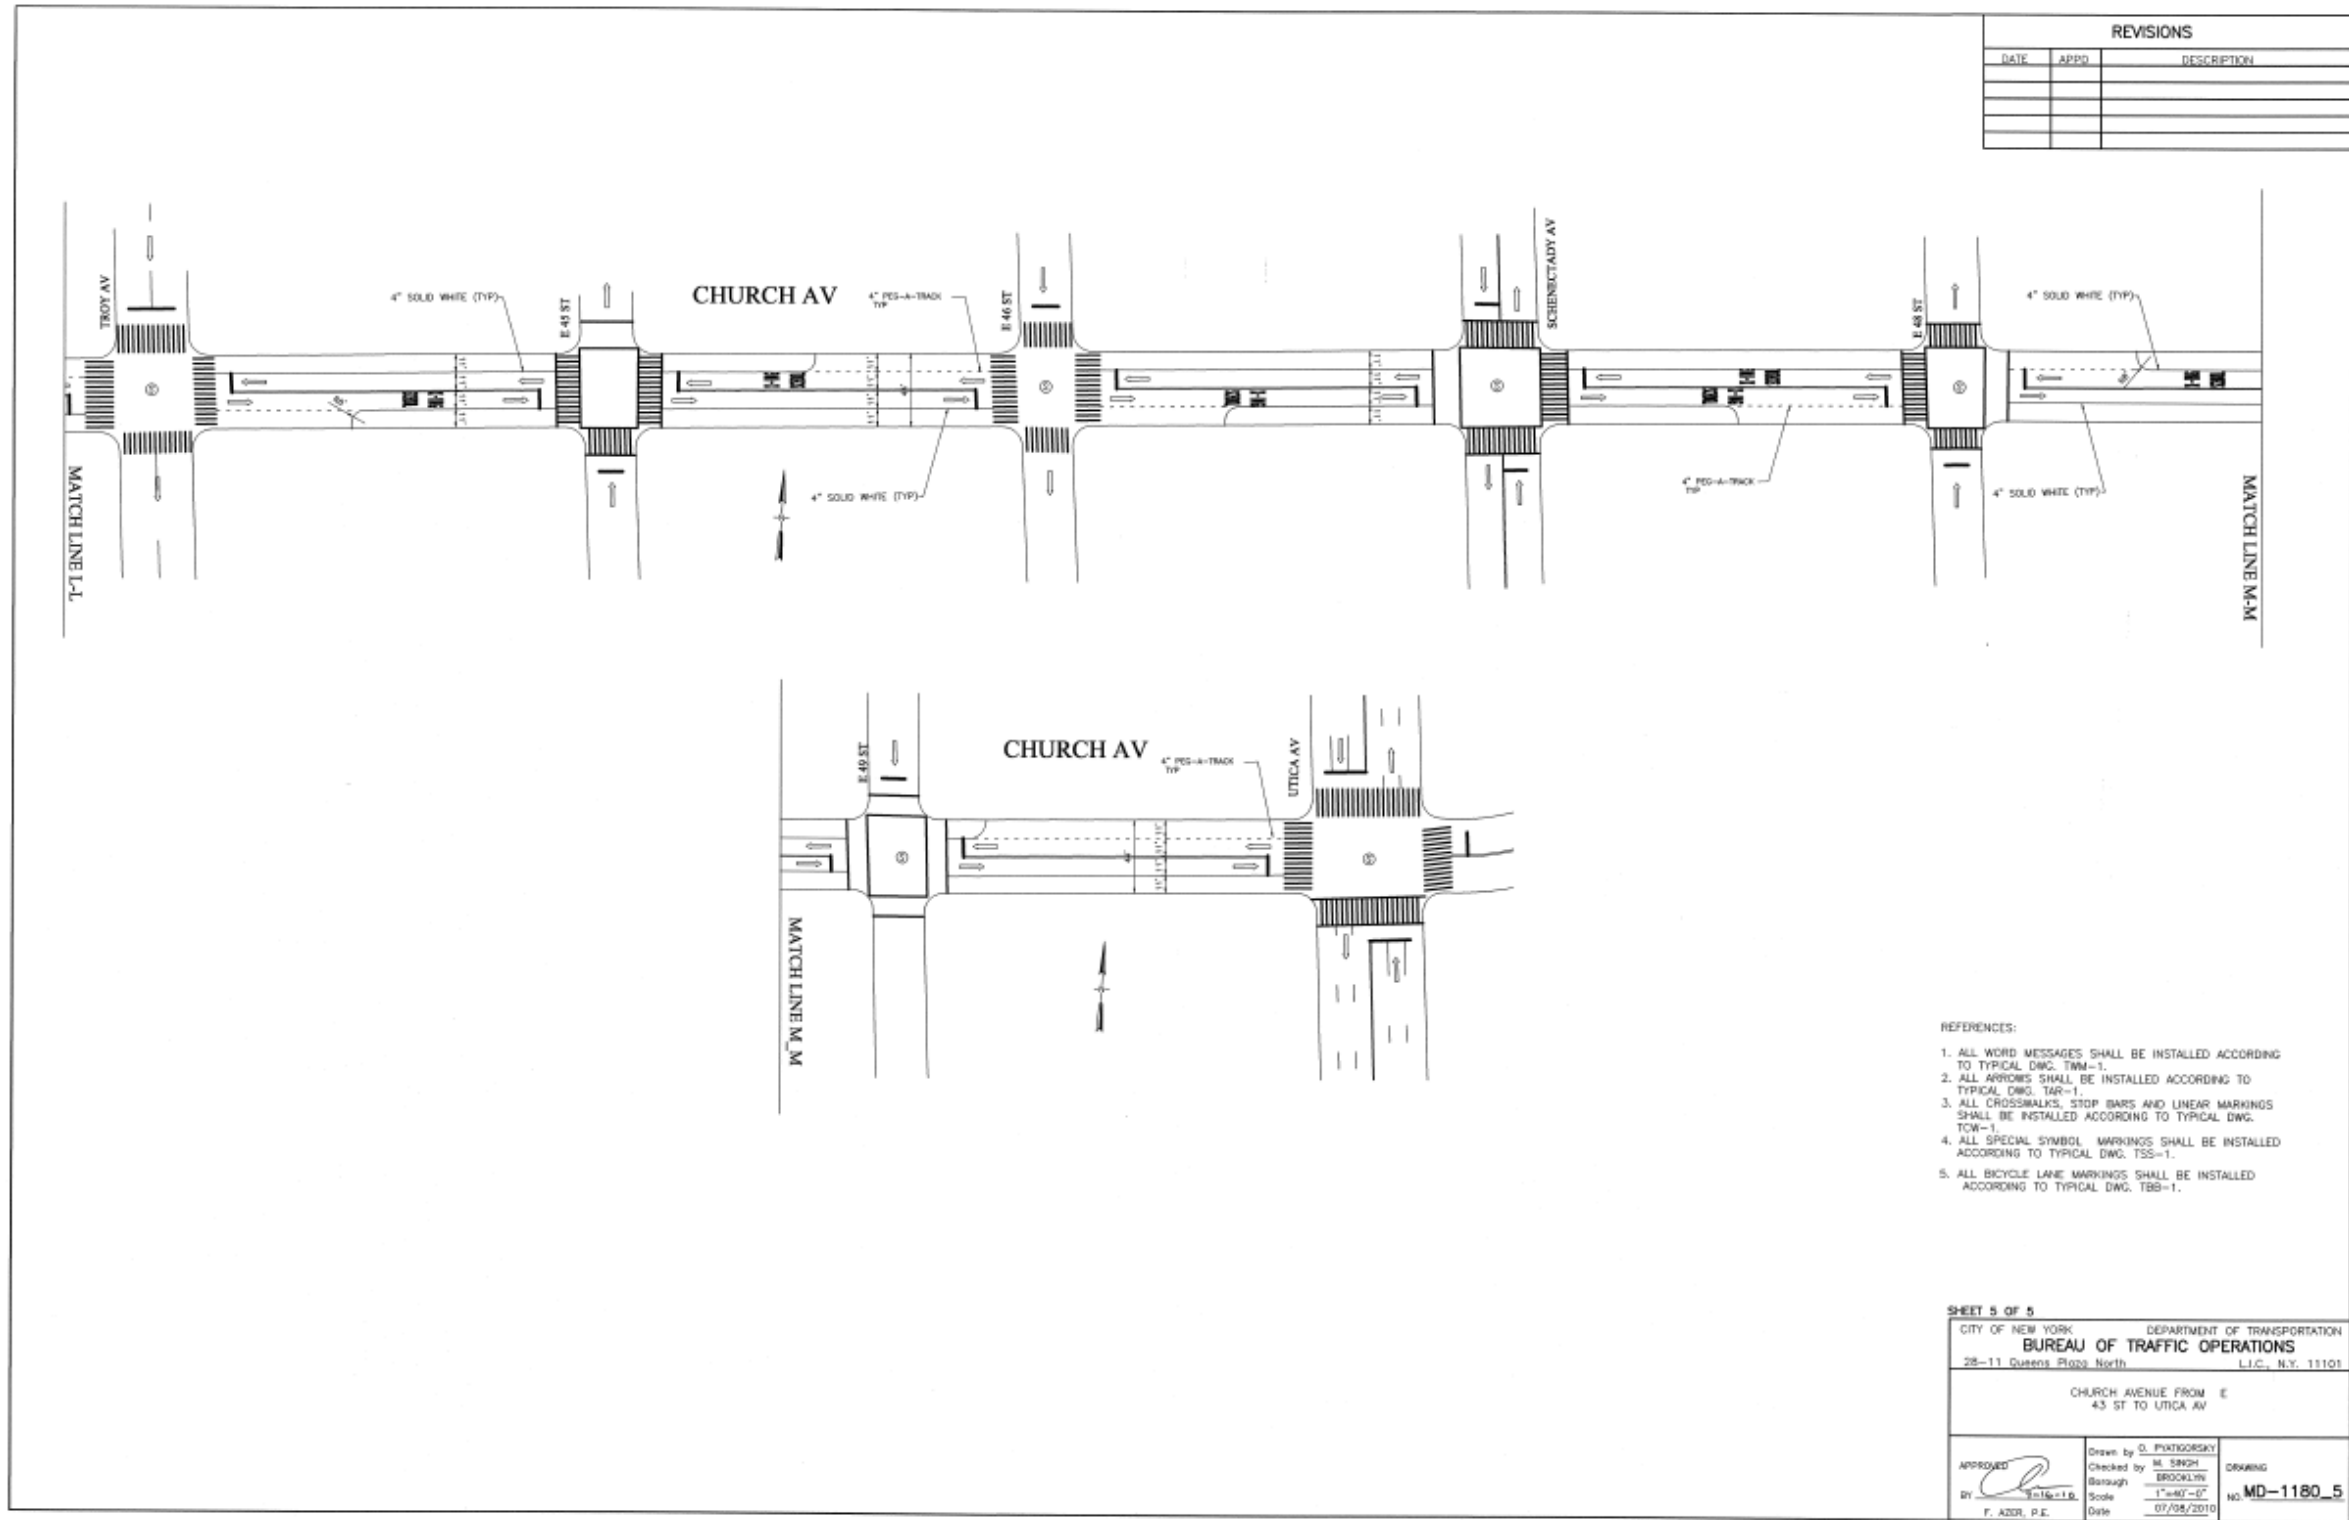 REVISIONS
DATE APPD DESCRIPTION
TROY AV
4" SOLID WHITE (TYP)
E 45 ST
CHURCH AV
4" PEG-A-TRACK
TYP
E 46 ST
SCHENECTADY AV
E 48 ST
4" SOLID WHITE (TYP)
4" SOLID WHITE (TYP)
4" PEG-A-TRACK
TYP
4" SOLID WHITE (TYP)
MATCH LINE L-L
MATCH LINE M-M
E 49 ST
CHURCH AV
4" PEG-A-TRACK
TYP
UTICA AV
MATCH LINE M_M
REFERENCES:
1. ALL WORD MESSAGES SHALL BE INSTALLED ACCORDING
TO TYPICAL DWG. TWM-1.
2. ALL ARROWS SHALL BE INSTALLED ACCORDING TO
TYPICAL DWG. TAR-1.
3. ALL CROSSWALKS, STOP BARS AND LINEAR MARKINGS
SHALL BE INSTALLED ACCORDING TO TYPICAL DWG.
TCW-1.
4. ALL SPECIAL SYMBOL MARKINGS SHALL BE INSTALLED
ACCORDING TO TYPICAL DWG. TSS-1.
5. ALL BICYCLE LANE MARKINGS SHALL BE INSTALLED
ACCORDING TO TYPICAL DWG. TBB-1.
SHEET 5 OF 5
CITY OF NEW YORK DEPARTMENT OF TRANSPORTATION
BUREAU OF TRAFFIC OPERATIONS
28-11 Queens Plaza North L.I.C., N.Y. 11101
CHURCH AVENUE FROM E
43 ST TO UTICA AV
APPROVED
BY
F. AZER, P.E.
Drawn by O. PYATIGORSKY
Checked by M. SINGH
Borough BROOKLYN
Scale 1"=40'-0"
Date 07/08/2010
DRAWING
NO. MD-1180_5